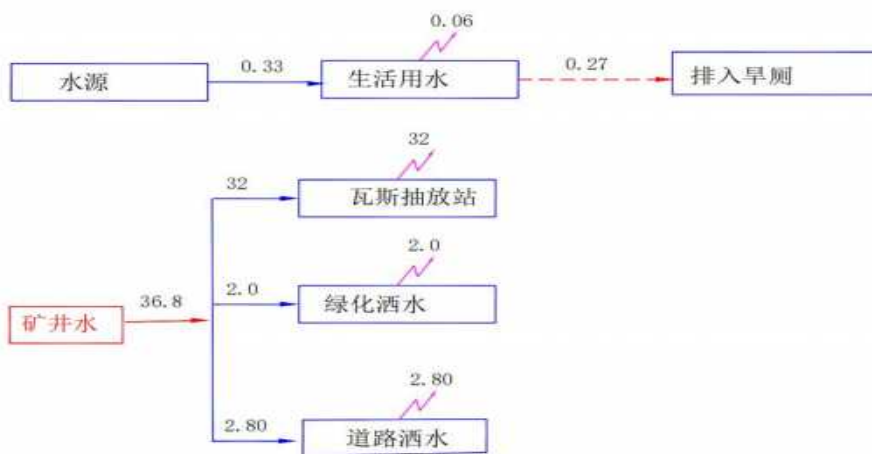 0.06
水源
0.33
生活用水
0.27
排入旱厕
32
32
瓦斯抽放站
2.0
2.0
绿化洒水
矿井水
36.8
2.80
2.80
道路洒水